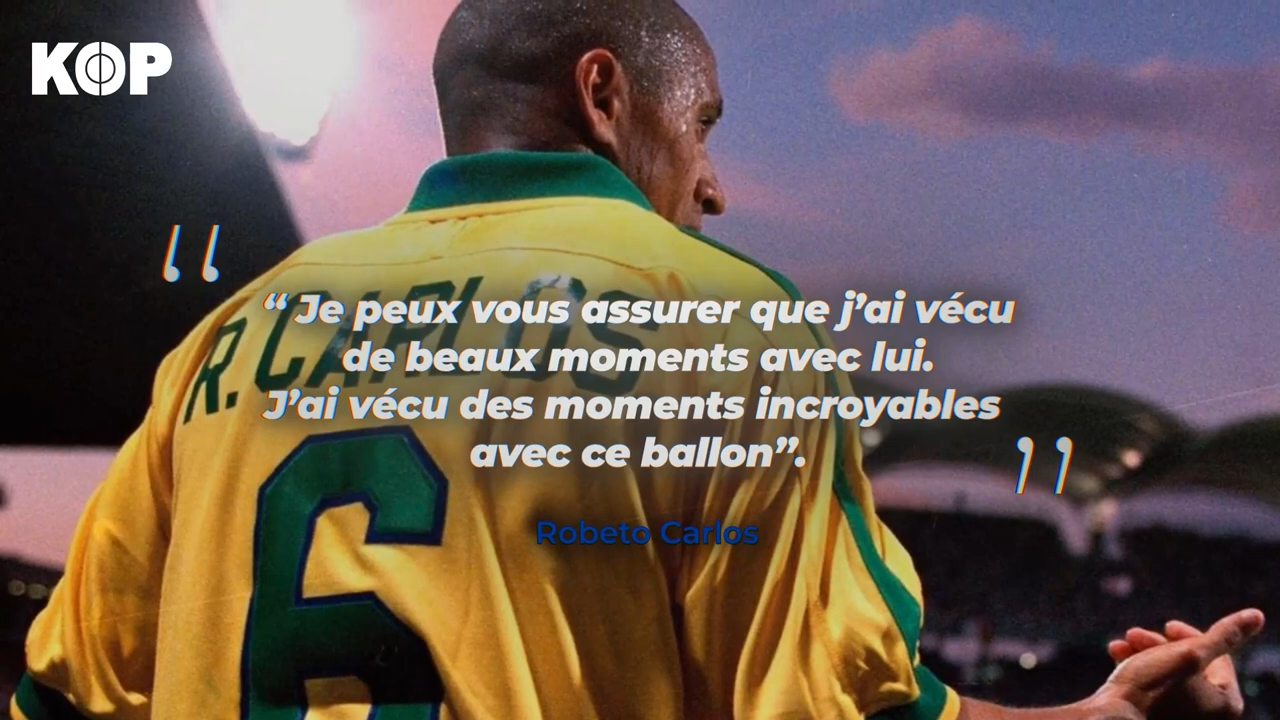 KOP
“ Je peux vous assurer que j’ai vécu
de beaux moments avec lui.
J’ai vécu des moments incroyables
avec ce ballon”.
Robeto Carlos
R. CARLOS
6